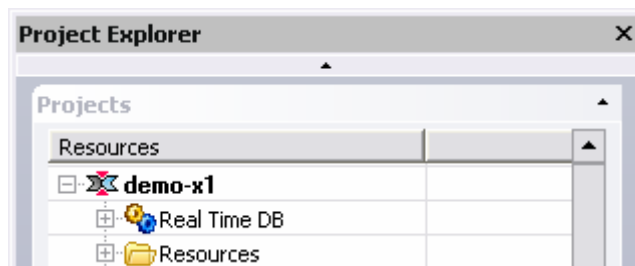 Project Explorer
Projects
Resources
demo-x1
Real Time DB
Resources